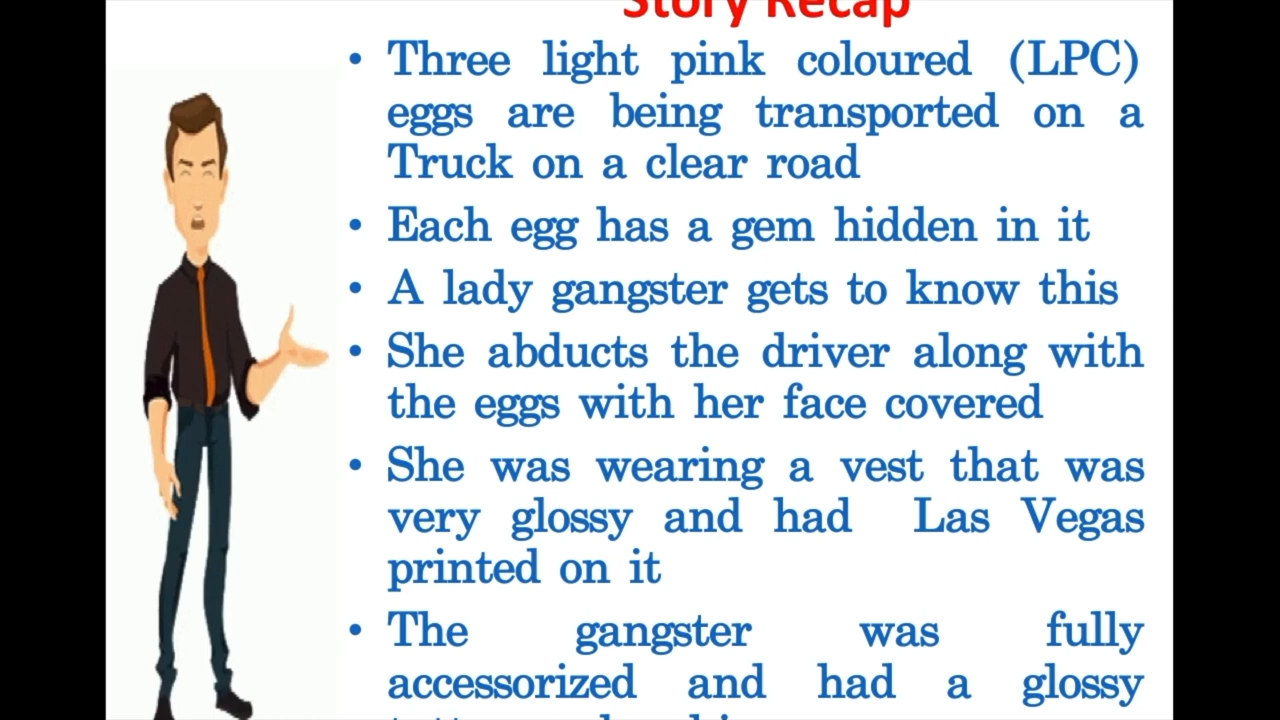 Story Recap
• Three light pink coloured (LPC)
eggs are being transported on a
Truck on a clear road
• Each egg has a gem hidden in it
• A lady gangster gets to know this
• She abducts the driver along with
the eggs with her face covered
• She was wearing a vest that was
very glossy and had Las Vegas
printed on it
• The gangster was fully
accessorized and had a glossy